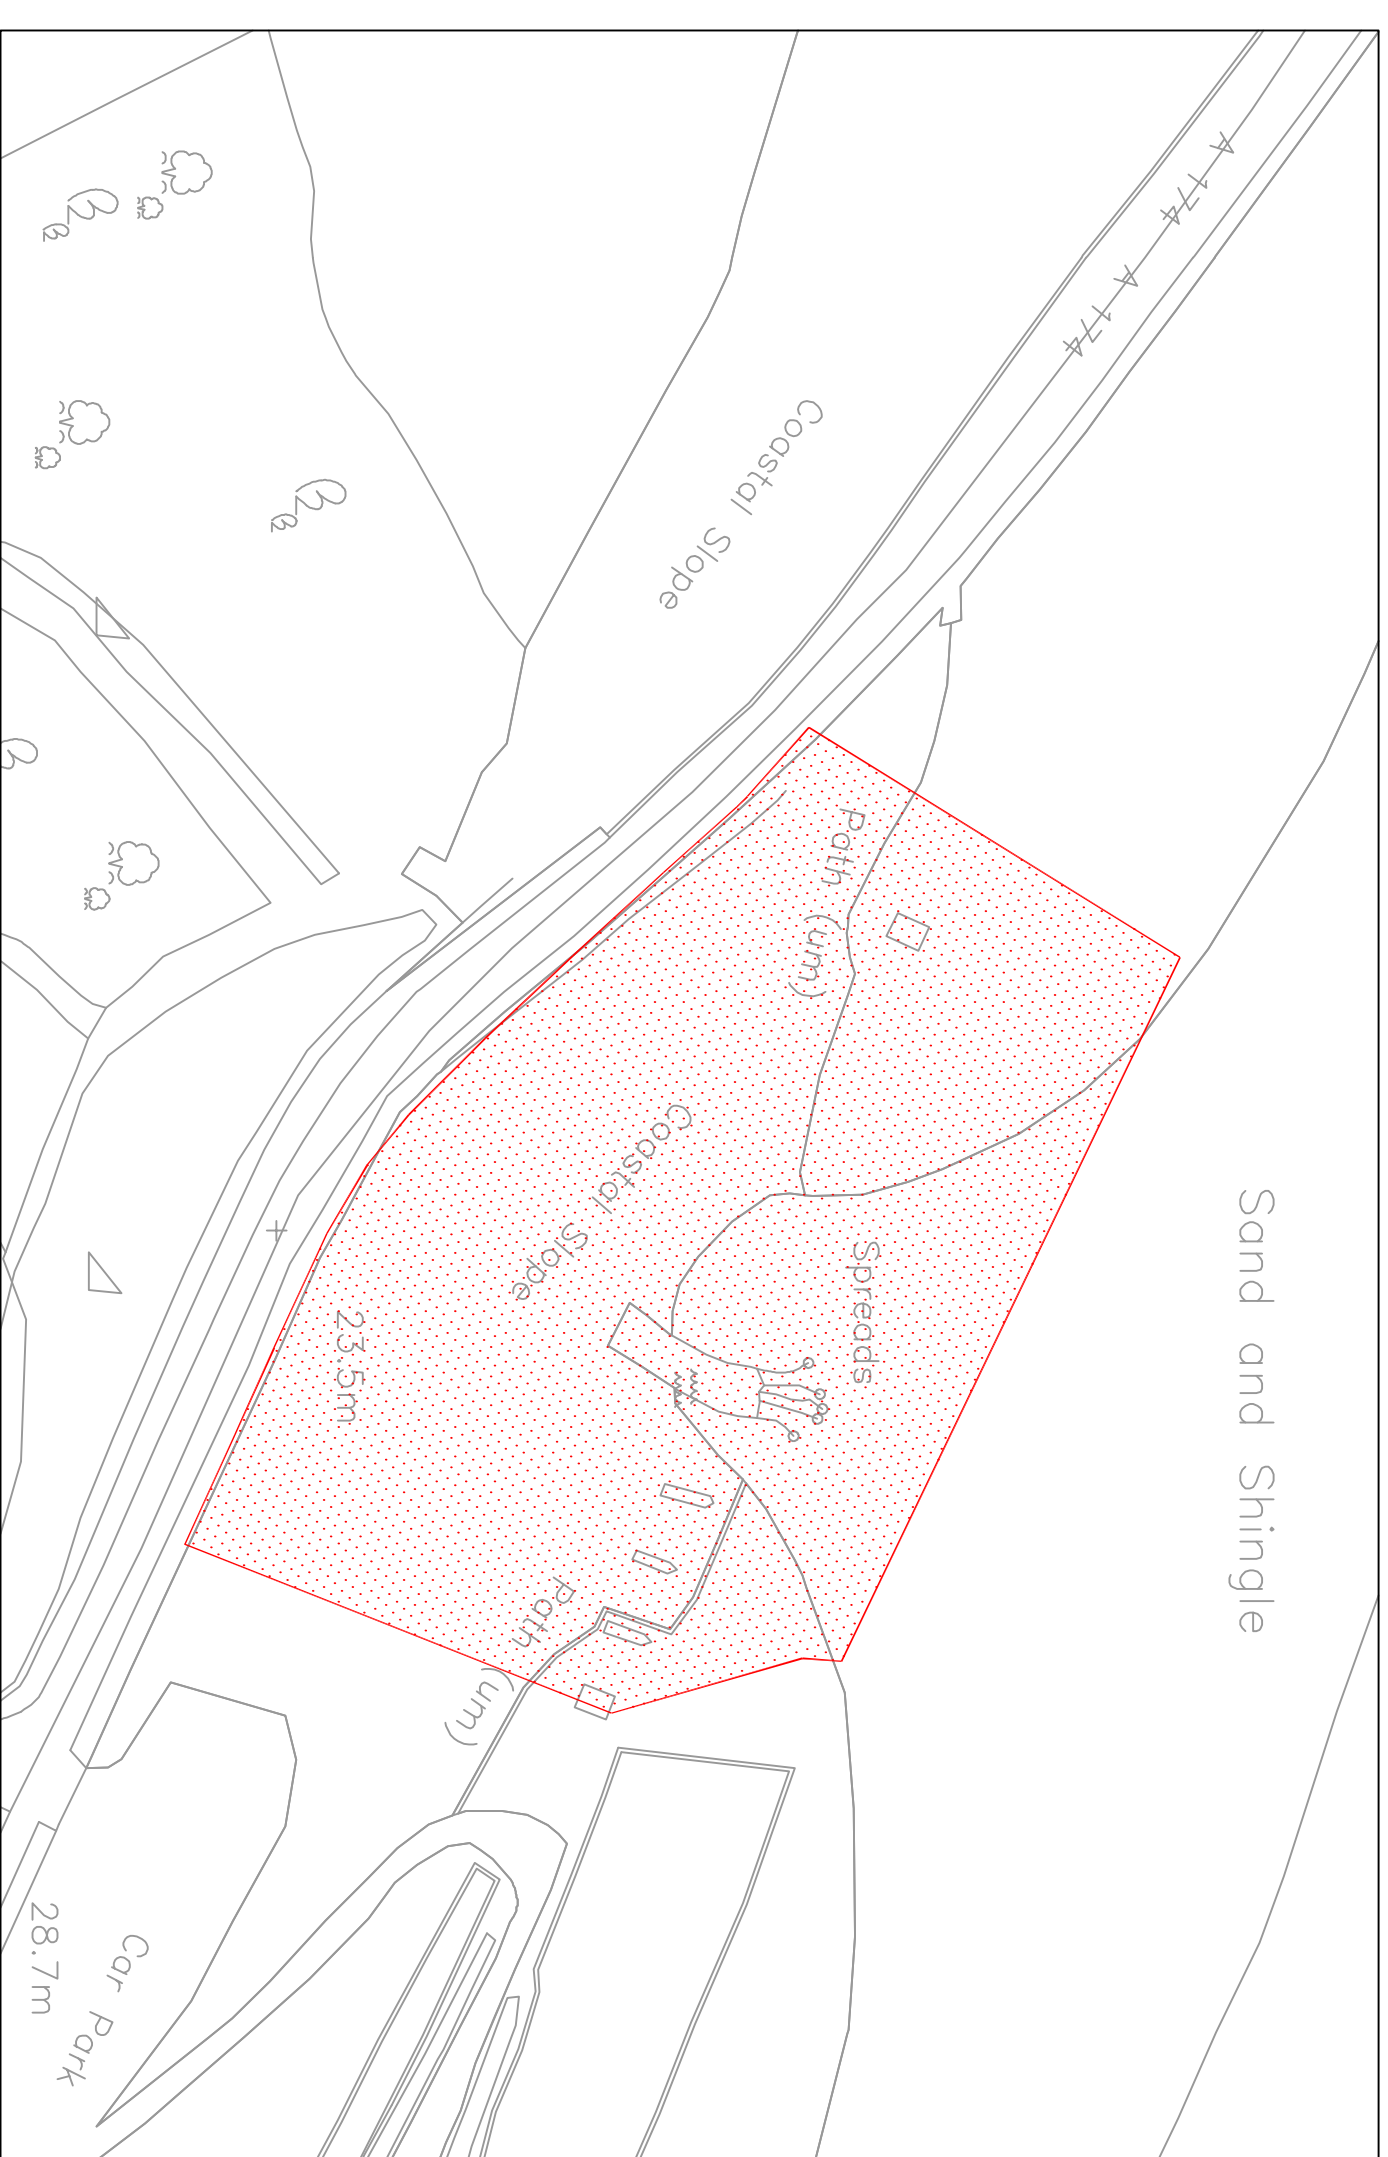 A 174
A 174
Coastal Slope
Path (um)
Coastal Slope
Sand and Shingle
Spreads
23.5m
Path (um)
Car Park
28.7m